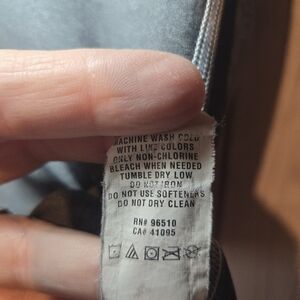 MACHINE WASH COLD
WITH LIKE COLORS
ONLY NON-CHLORINE
BLEACH WHEN NEEDED
TUMBLE DRY LOW
DO NOT IRON
DO NOT USE SOFTENERS
DO NOT DRY CLEAN
RN# 96510
CA# 41095